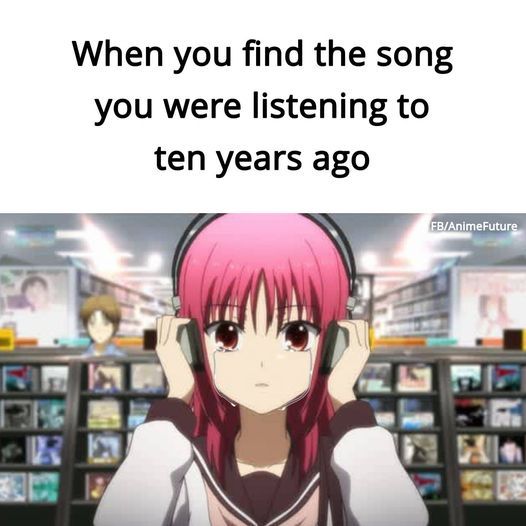 When you find the song
you were listening to
ten years ago
FB/AnimeFuture